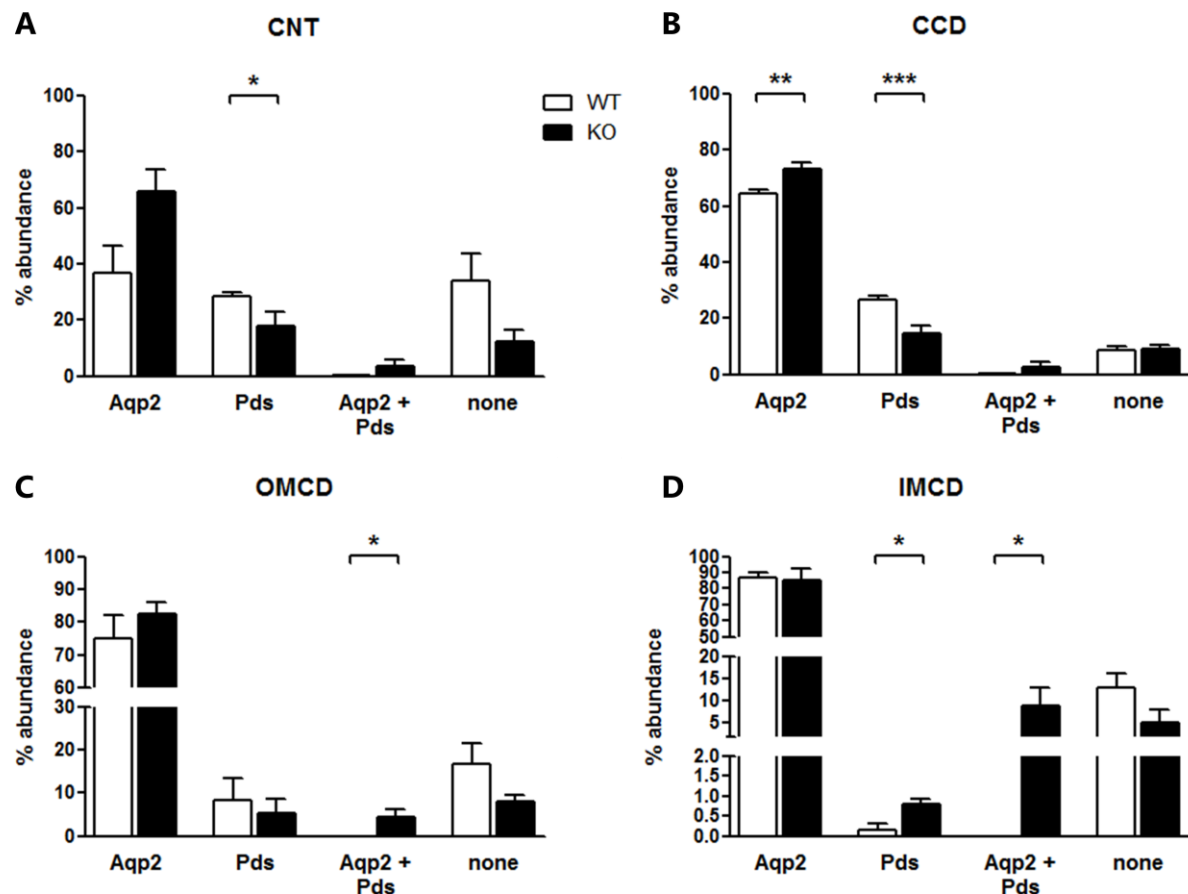 A
CNT
*
WT
KO
% abundance
100
80
60
40
20
0
Aqp2
Pds
Aqp2 +
Pds
none
B
CCD
**
***
% abundance
100
80
60
40
20
0
Aqp2
Pds
Aqp2 +
Pds
none
C
OMCD
*
% abundance
100
90
80
70
60
30
20
10
0
Aqp2
Pds
Aqp2 +
Pds
none
D
IMCD
*
*
% abundance
100
90
80
70
60
50
20
15
10
5
2.0
1.5
1.0
0.5
0.0
Aqp2
Pds
Aqp2 +
Pds
none